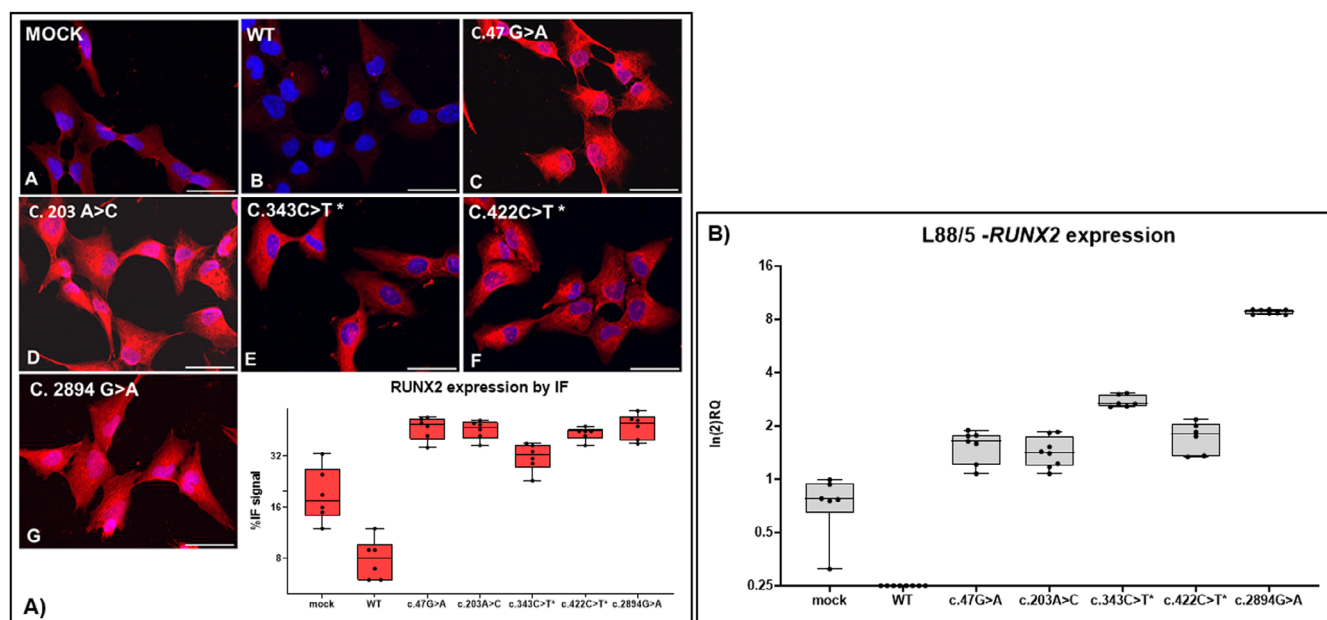 MOCK
WT
C.47 G>A
A
B
C
C. 203 A>C
C.343C>T *
C.422C>T *
D
E
F
C. 2894 G>A
G
RUNX2 expression by IF
%IF signal
32
16
8
mock WT c.47G>A c.203A>C c.343C>T* c.422C>T* c.2894G>A
A)
B)
L88/5 -RUNX2 expression
ln(2)RQ
16
8
4
2
1
0.5
0.25
mock WT c.47G>A c.203A>C c.343C>T* c.422C>T* c.2894G>A